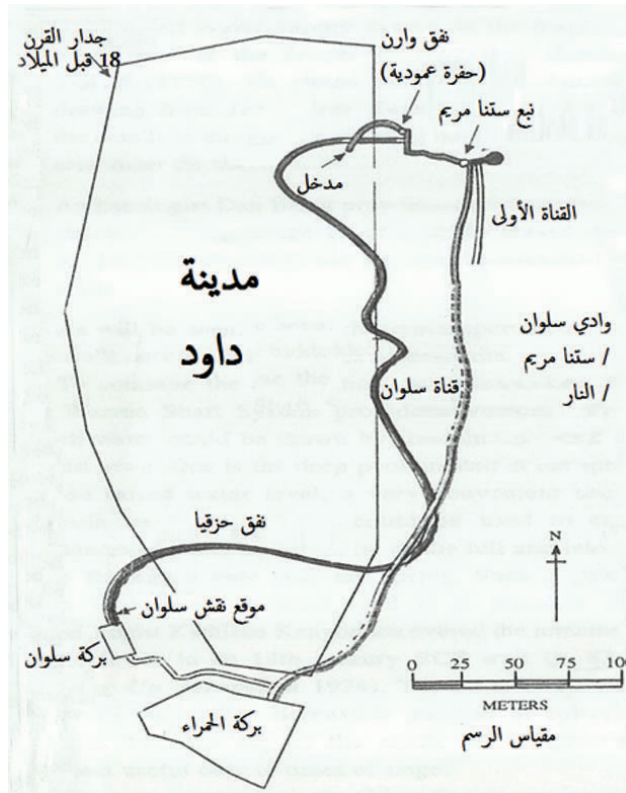 جدار القرن
18 قبل الميلاد
نفق وارن
(حفرة عمودية)
نبع ستنا مريم
مدخل
القناة الأولى
مدينة
داود
وادي سلوان
/ ستنا مريم
/ النار
قناة سلوان
نفق حزقيا
موقع نقش سلوان
بركة سلوان
بركة الحمراء
N
0 25 50 75 100
METERS
مقياس الرسم